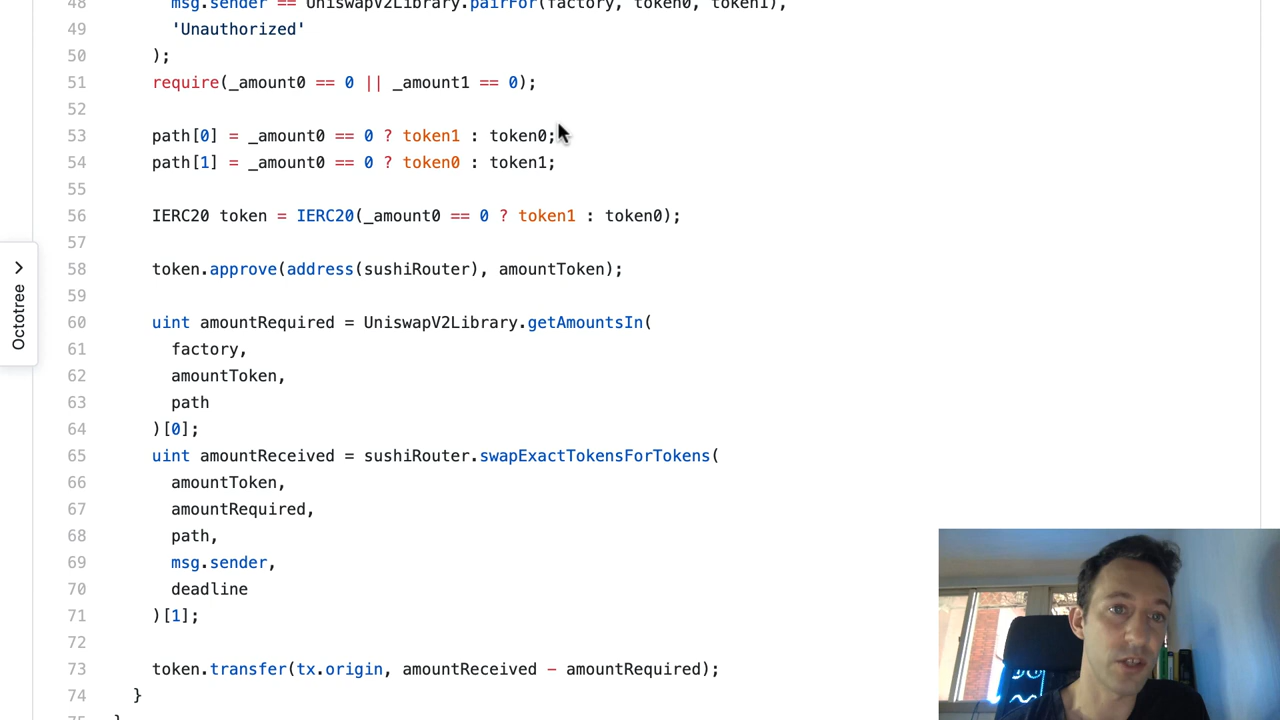 48 msg.sender == UniswapV2Library.pairFor(factory, token0, token1),
49 'Unauthorized'
50 );
51 require(_amount0 == 0 || _amount1 == 0);
52
53 path[0] = _amount0 == 0 ? token1 : token0;
54 path[1] = _amount0 == 0 ? token0 : token1;
55
56 IERC20 token = IERC20(_amount0 == 0 ? token1 : token0);
57
58 token.approve(address(sushiRouter), amountToken);
59
60 uint amountRequired = UniswapV2Library.getAmountsIn(
61 factory,
62 amountToken,
63 path
64 )[0];
65 uint amountReceived = sushiRouter.swapExactTokensForTokens(
66 amountToken,
67 amountRequired,
68 path,
69 msg.sender,
70 deadline
71 )[1];
72
73 token.transfer(tx.origin, amountReceived - amountRequired);
74 }
75 }
Octotree